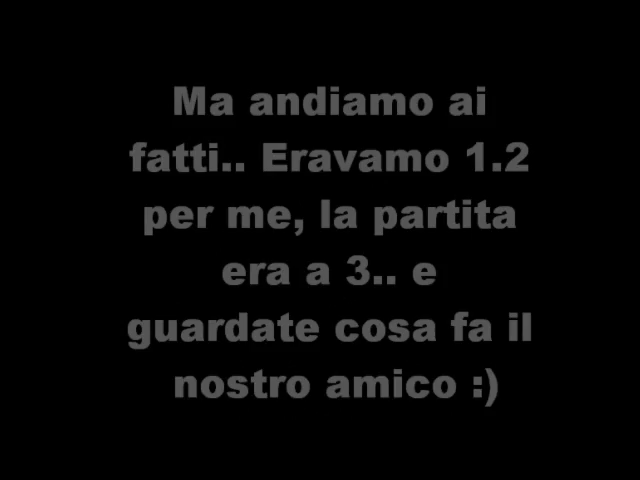 Ma andiamo ai
fatti.. Eravamo 1.2
per me, la partita
era a 3.. e
guardate cosa fa il
nostro amico :)